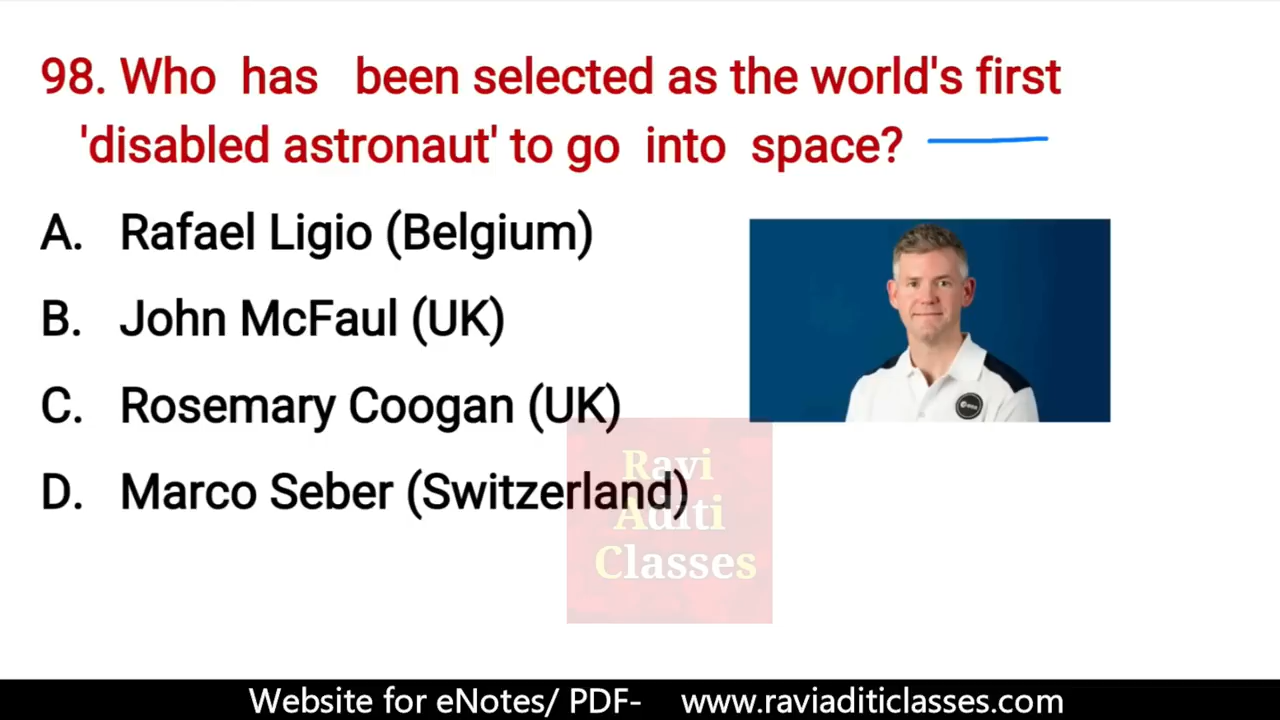 98. Who has been selected as the world's first
'disabled astronaut' to go into space?
A. Rafael Ligio (Belgium)
B. John McFaul (UK)
C. Rosemary Coogan (UK)
D. Marco Seber (Switzerland)
Ravi
Aditi
Classes
Website for eNotes/ PDF- www.raviaditiclasses.com